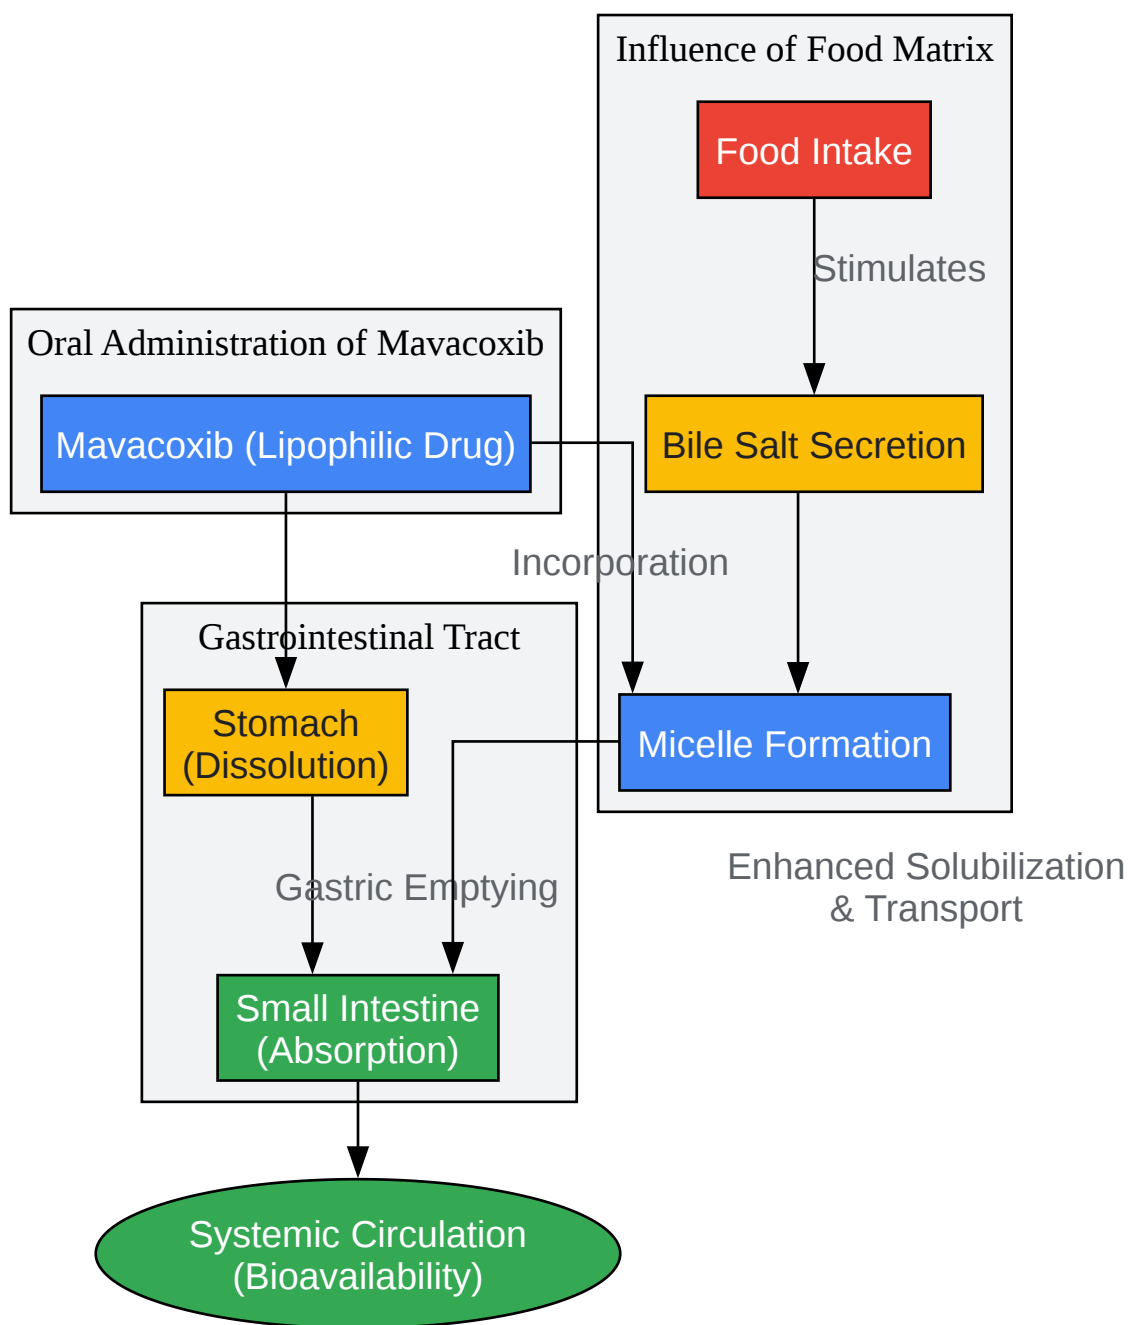 Influence of Food Matrix
Food Intake
Stimulates
Oral Administration of Mavacoxib
Mavacoxib (Lipophilic Drug)
Bile Salt Secretion
Incorporation
Gastrointestinal Tract
Stomach
(Dissolution)
Micelle Formation
Enhanced Solubilization
& Transport
Gastric Emptying
Small Intestine
(Absorption)
Systemic Circulation
(Bioavailability)